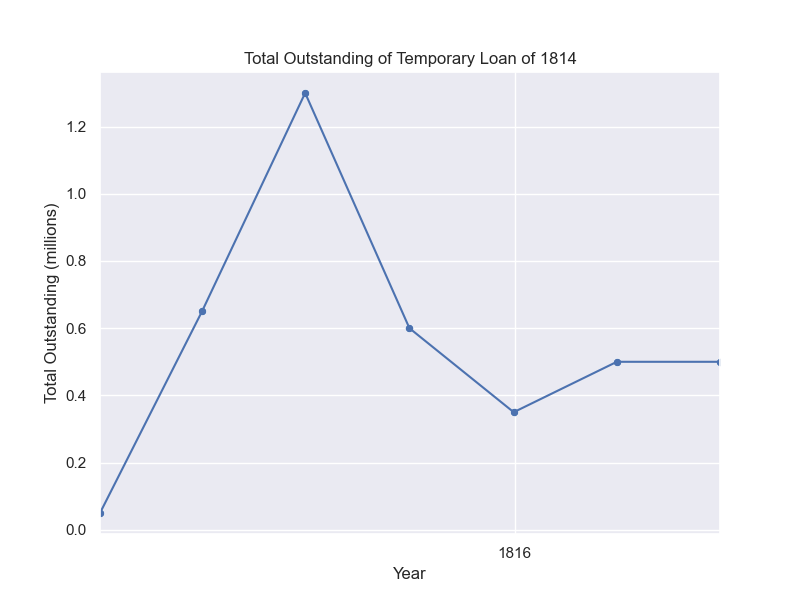 Total Outstanding of Temporary Loan of 1814
1.2
1.0
0.8
0.6
0.4
0.2
0.0
Total Outstanding (millions)
1816
Year